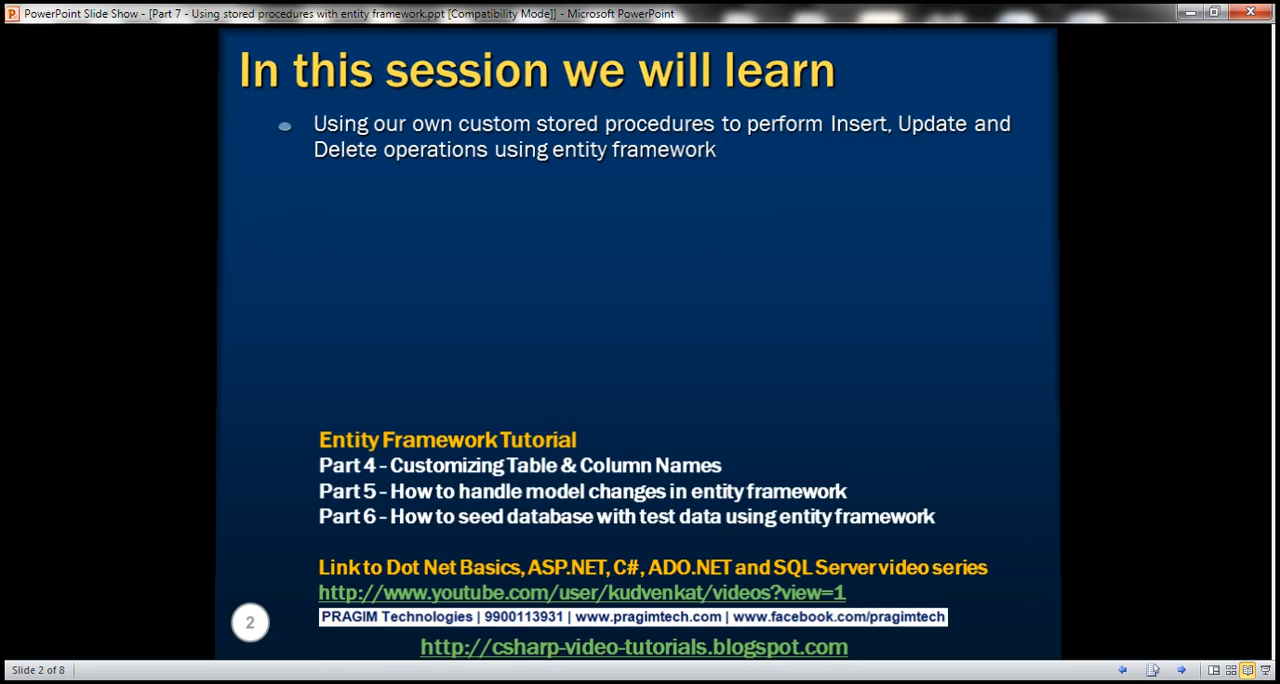 PowerPoint Slide Show - [Part 7 - Using stored procedures with entity framework.ppt [Compatibility Mode]] - Microsoft PowerPoint
In this session we will learn
Using our own custom stored procedures to perform Insert, Update and
Delete operations using entity framework
Entity Framework Tutorial
Part 4 - Customizing Table & Column Names
Part 5 - How to handle model changes in entity framework
Part 6 - How to seed database with test data using entity framework
Link to Dot Net Basics, ASP.NET, C#, ADO.NET and SQL Server video series
http://www.youtube.com/user/kudvenkat/videos?view=1
PRAGIM Technologies | 9900113931 | www.pragimtech.com | www.facebook.com/pragimtech
2
http://csharp-video-tutorials.blogspot.com
Slide 2 of 8